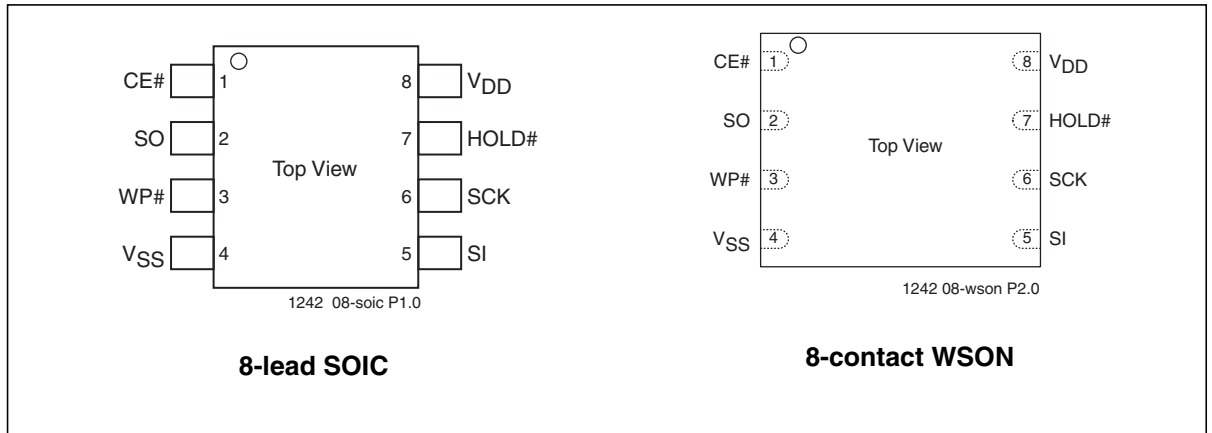 CE# 1 8 VDD
SO 2 7 HOLD#
Top View
WP# 3 6 SCK
VSS 4 5 SI
1242 08-soic P1.0
8-lead SOIC
CE# 1 8 VDD
SO 2 7 HOLD#
Top View
WP# 3 6 SCK
VSS 4 5 SI
1242 08-wson P2.0
8-contact WSON